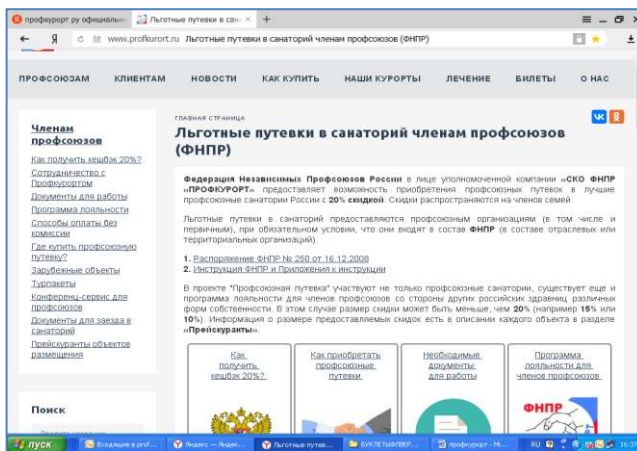 профкурорт ру официальн
Льготные путевки в сана
www.profkurort.ru Льготные путевки в санаторий членам профсоюзов (ФНПР)
ПРОФСОЮЗАМ КЛИЕНТАМ НОВОСТИ КАК КУПИТЬ НАШИ КУРОРТЫ ЛЕЧЕНИЕ БИЛЕТЫ О НАС
Членам
профсоюзов
Как получить кешбэк 20%?
Сотрудничество с
Профкурортом
Документы для работы
Программа лояльности
Способы оплаты без
комиссии
Где купить профсоюзную
путевку?
Зарубежные объекты
Турпакеты
Конференц-сервис для
профсоюзов
Документы для заезда в
санаторий
Прейскуранты объектов
размещения
Поиск
ГЛАВНАЯ СТРАНИЦА
Льготные путевки в санаторий членам профсоюзов
(ФНПР)
Федерация Независимых Профсоюзов России в лице уполномоченной компании «СКО ФНПР
«ПРОФКУРОРТ» предоставляет возможность приобретения профсоюзных путевок в лучшие
профсоюзные санатории России с 20% скидкой. Скидки распространяются на членов семей.
Льготные путевки в санаторий предоставляются профсоюзным организациям (в том числе и
первичным), при обязательном условии, что они входят в состав ФНПР (в составе отраслевых или
территориальных организаций).
1. Распоряжение ФНПР № 250 от 16.12.2008
2. Инструкция ФНПР и Приложения к инструкции
В проекте "Профсоюзная путевка" участвуют не только профсоюзные санатории, существует еще и
программа лояльности для членов профсоюзов со стороны других российских здравниц различных
форм собственности. В этом случае размер скидки может быть меньше, чем 20% (например 15% или
10%). Информация о размере предоставляемых скидок есть в описании каждого объекта в разделе
«Прейскуранты».
Как
получить
кешбэк 20%?
Как приобретать
профсоюзные
путевки
Необходимые
документы
для работы
Программа
лояльности для
членов профсоюзов
ФНПР
пуск Входящие в prof... Яндекс — Яндек... Льготные путев... БУКЛЕТЫФПВЕР... профкурорт - Mi... RU 16:37